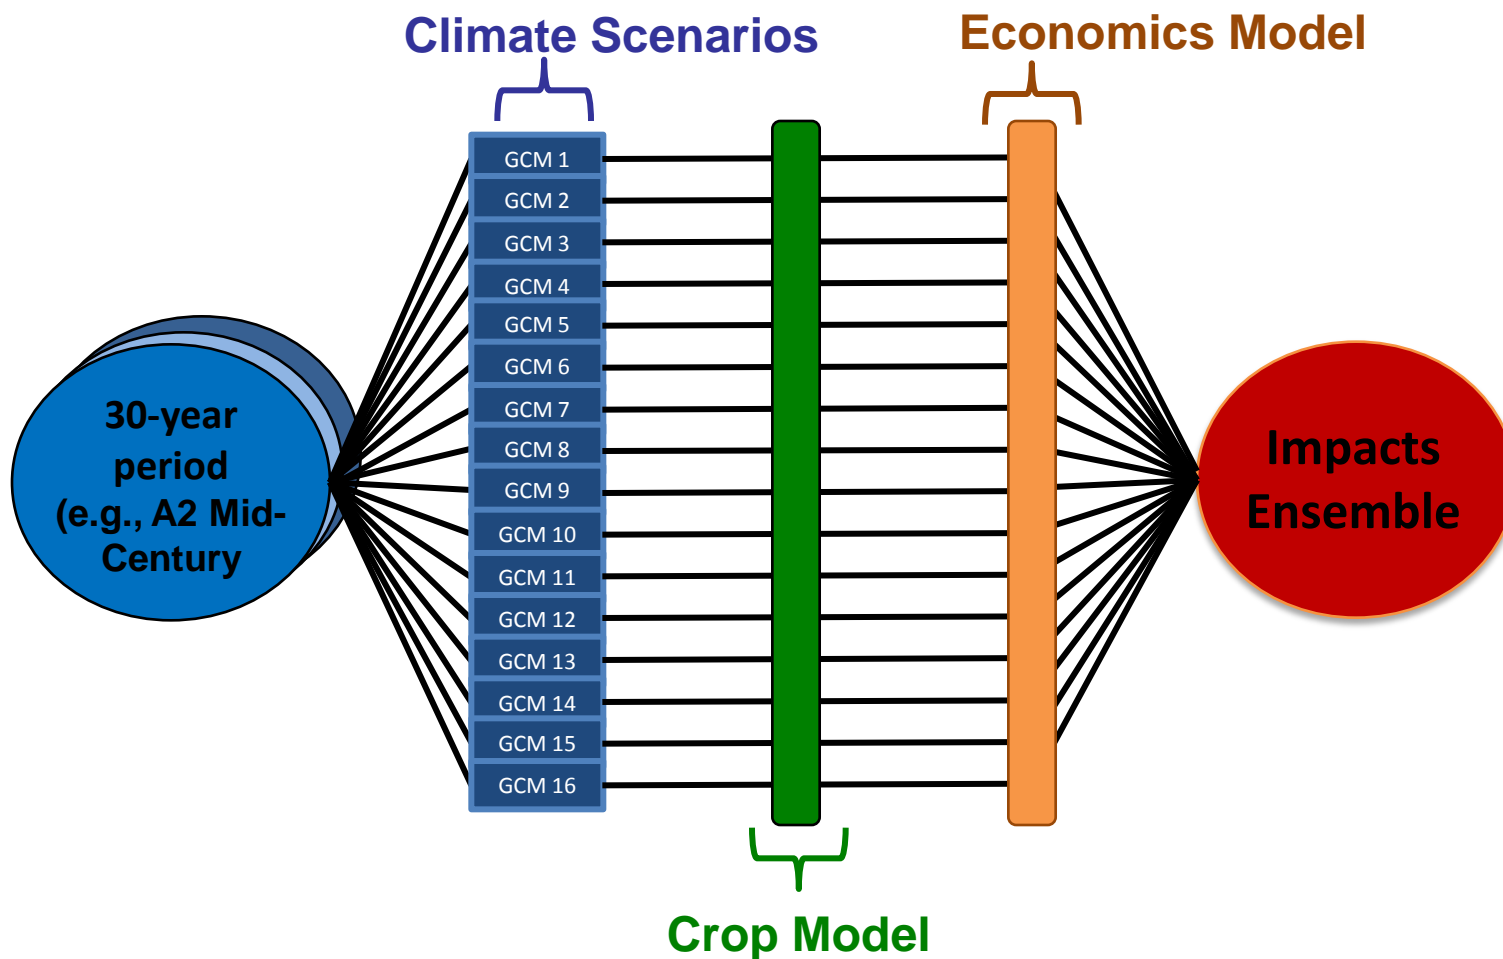 Climate Scenarios
Economics Model
GCM 1
GCM 2
GCM 3
GCM 4
GCM 5
GCM 6
GCM 7
GCM 8
GCM 9
GCM 10
GCM 11
GCM 12
GCM 13
GCM 14
GCM 15
GCM 16
30-year
period
(e.g., A2 Mid-
Century
Impacts
Ensemble
Crop Model